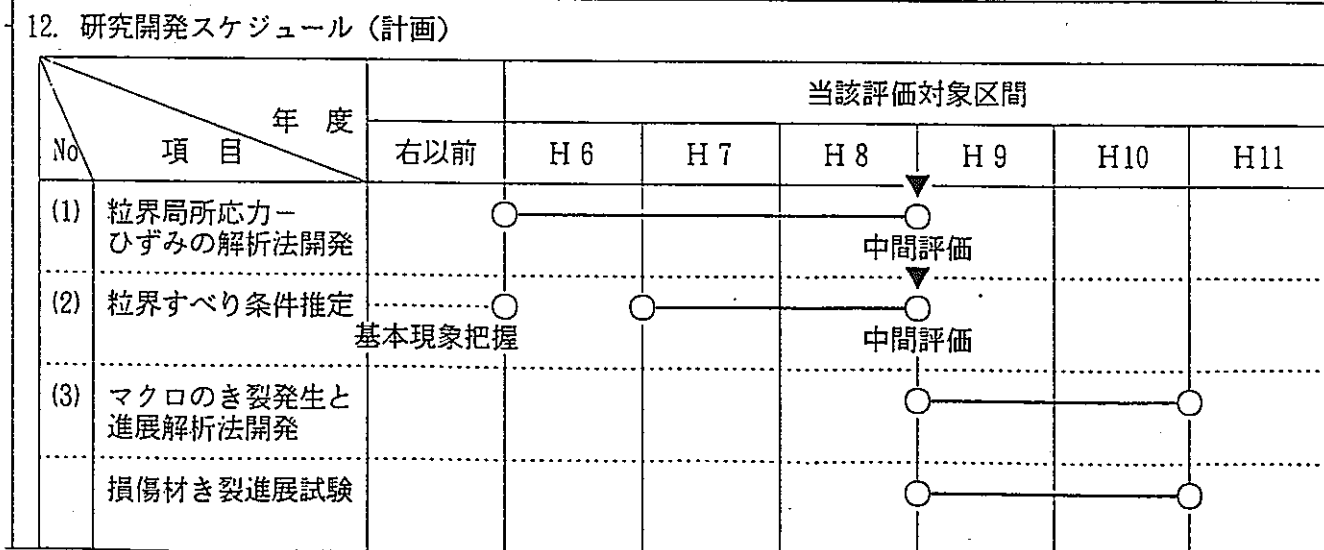 12. 研究開発スケジュール（計画）
当該評価対象区間
年 度
No 項 目 右以前 H 6 H 7 H 8 H 9 H10 H11
(1) 粒界局所応力－
ひずみの解析法開発
中間評価
(2) 粒界すべり条件推定
基本現象把握
中間評価
(3) マクロのき裂発生と
進展解析法開発
損傷材き裂進展試験